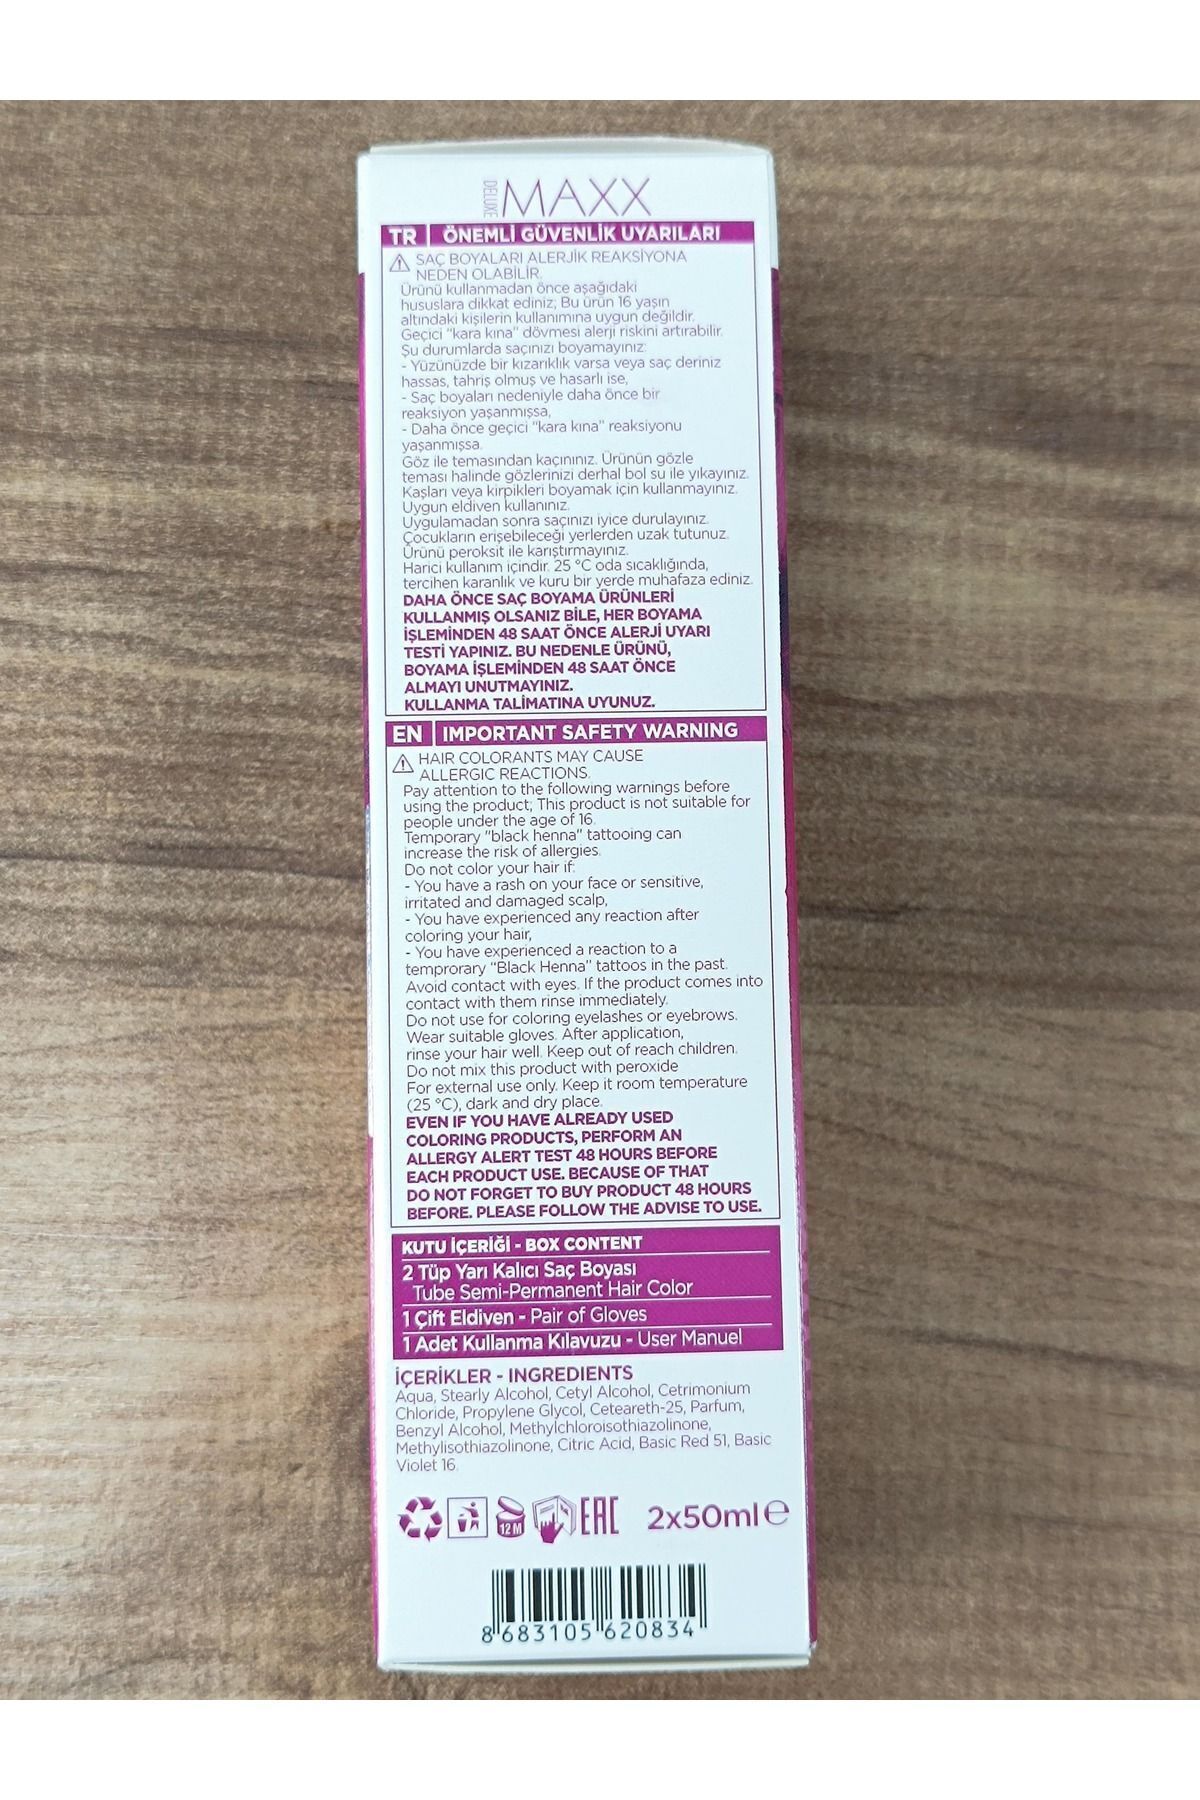 DELUXE MAXX
TR | ÖNEMLİ GÜVENLİK UYARILARI
SAÇ BOYALARI ALERJİK REAKSİYONA
NEDEN OLABİLİR.
Ürünü kullanmadan önce aşağıdaki
hususlara dikkat ediniz; Bu ürün 16 yaşın
altındaki kişilerin kullanımına uygun değildir.
Geçici "kara kına" dövmesi alerji riskini artırabilir.
Şu durumlarda saçınızı boyamayınız:
- Yüzünüzde bir kızarıklık varsa veya saç deriniz
hassas, tahriş olmuş ve hasarlı ise,
- Saç boyaları nedeniyle daha önce bir
reaksiyon yaşanmışsa,
- Daha önce geçici "kara kına" reaksiyonu
yaşanmışsa.
Göz ile temasından kaçınınız. Ürünün gözle
teması halinde gözlerinizi derhal bol su ile yıkayınız.
Kaşları veya kirpikleri boyamak için kullanmayınız.
Uygun eldiven kullanınız.
Uygulamadan sonra saçınızı iyice durulayınız.
Çocukların erişebileceği yerlerden uzak tutunuz.
Ürünü peroksit ile karıştırmayınız.
Harici kullanım içindir. 25 °C oda sıcaklığında,
tercihen karanlık ve kuru bir yerde muhafaza ediniz.
DAHA ÖNCE SAÇ BOYAMA ÜRÜNLERİ
KULLANMIŞ OLSANIZ BİLE, HER BOYAMA
İŞLEMİNDEN 48 SAAT ÖNCE ALERJİ UYARI
TESTİ YAPINIZ. BU NEDENLE ÜRÜNÜ,
BOYAMA İŞLEMİNDEN 48 SAAT ÖNCE
ALMAYI UNUTMAYINIZ.
KULLANMA TALİMATINA UYUNUZ.
EN | IMPORTANT SAFETY WARNING
HAIR COLORANTS MAY CAUSE
ALLERGIC REACTIONS.
Pay attention to the following warnings before
using the product; This product is not suitable for
people under the age of 16.
Temporary "black henna" tattooing can
increase the risk of allergies.
Do not color your hair if:
- You have a rash on your face or sensitive,
irritated and damaged scalp,
- You have experienced any reaction after
coloring your hair,
- You have experienced a reaction to a
temprorary "Black Henna" tattoos in the past.
Avoid contact with eyes. If the product comes into
contact with them rinse immediately.
Do not use for coloring eyelashes or eyebrows.
Wear suitable gloves. After application,
rinse your hair well. Keep out of reach children.
Do not mix this product with peroxide
For external use only. Keep it room temperature
(25 °C), dark and dry place.
EVEN IF YOU HAVE ALREADY USED
COLORING PRODUCTS, PERFORM AN
ALLERGY ALERT TEST 48 HOURS BEFORE
EACH PRODUCT USE. BECAUSE OF THAT
DO NOT FORGET TO BUY PRODUCT 48 HOURS
BEFORE. PLEASE FOLLOW THE ADVISE TO USE.
KUTU İÇERİĞİ - BOX CONTENT
2 Tüp Yarı Kalıcı Saç Boyası
Tube Semi-Permanent Hair Color
1 Çift Eldiven - Pair of Gloves
1 Adet Kullanma Kılavuzu - User Manuel
İÇERİKLER - INGREDIENTS
Aqua, Stearly Alcohol, Cetyl Alcohol, Cetrimonium
Chloride, Propylene Glycol, Ceteareth-25, Parfum,
Benzyl Alcohol, Methylchloroisothiazolinone,
Methylisothiazolinone, Citric Acid, Basic Red 51, Basic
Violet 16.
12M EAC 2x50ml e
8 683105 620834